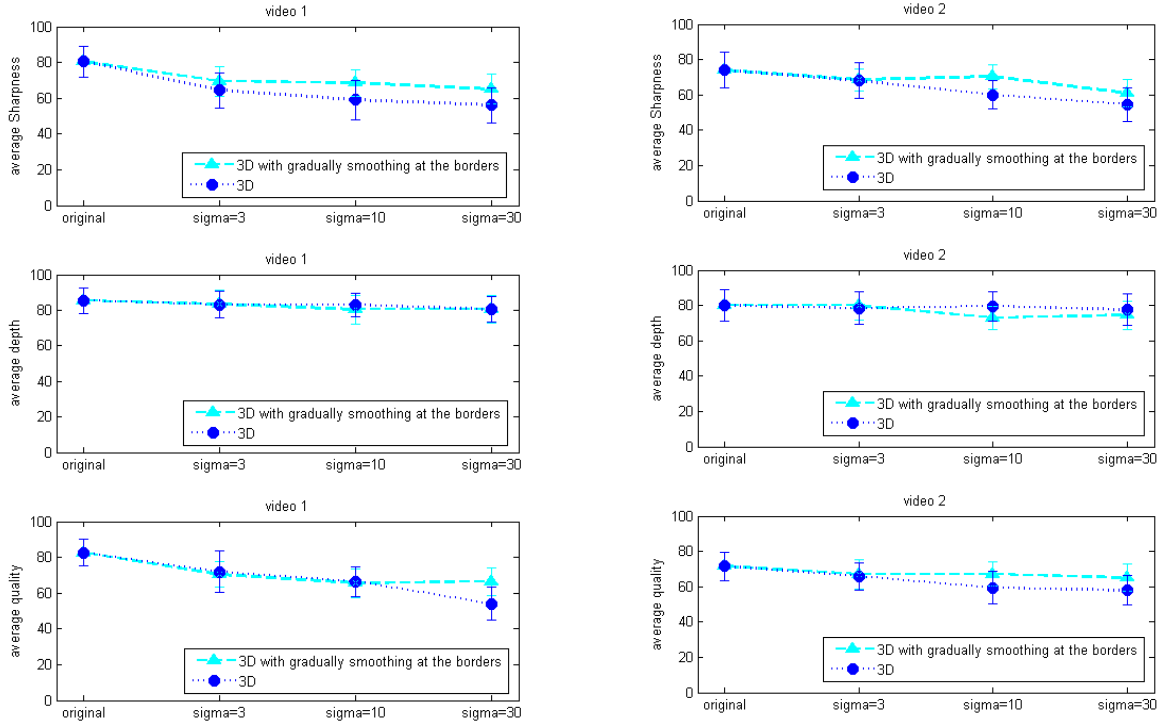 video 1
average Sharpness
100
80
60
40
20
0
3D with gradually smoothing at the borders
3D
original sigma=3 sigma=10 sigma=30
video 2
average Sharpness
100
80
60
40
20
0
3D with gradually smoothing at the borders
3D
original sigma=3 sigma=10 sigma=30
video 1
average depth
100
80
60
40
20
0
3D with gradually smoothing at the borders
3D
original sigma=3 sigma=10 sigma=30
video 2
average depth
100
80
60
40
20
0
3D with gradually smoothing at the borders
3D
original sigma=3 sigma=10 sigma=30
video 1
average quality
100
80
60
40
20
0
3D with gradually smoothing at the borders
3D
original sigma=3 sigma=10 sigma=30
video 2
average quality
100
80
60
40
20
0
3D with gradually smoothing at the borders
3D
original sigma=3 sigma=10 sigma=30